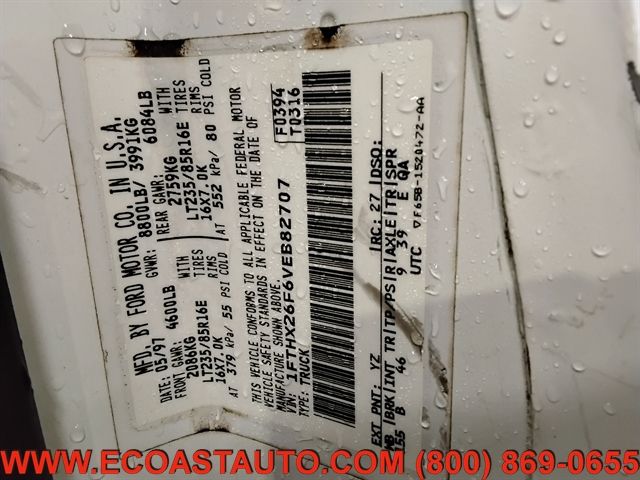 MFD. BY FORD MOTOR CO. IN U.S.A.
DATE: 05/97 GVWR: 8800LB/ 3991KG
FRONT GAWR: 4600LB REAR GAWR: 6084LB
2086KG WITH 2759KG WITH
LT235/85R16E TIRES LT235/85R16E TIRES
16X7.0K RIMS 16X7.0K RIMS
AT 379 kPa/ 55 PSI COLD AT 552 kPa/ 80 PSI COLD
THIS VEHICLE CONFORMS TO ALL APPLICABLE FEDERAL MOTOR
VEHICLE SAFETY STANDARDS IN EFFECT ON THE DATE OF
MANUFACTURE SHOWN ABOVE.
VIN: 1FTHX26F6VEB82707
TYPE: TRUCK
F0394
T0316
EXT PNT: YZ RC: 27 DSO:
WB BRK INT TR TP/PS R AXLE TR SPR
155 B 46 9 39 E QA
UTC
▽F65B-1520472-AA
WWW.ECOASTAUTO.COM (800) 869-0655